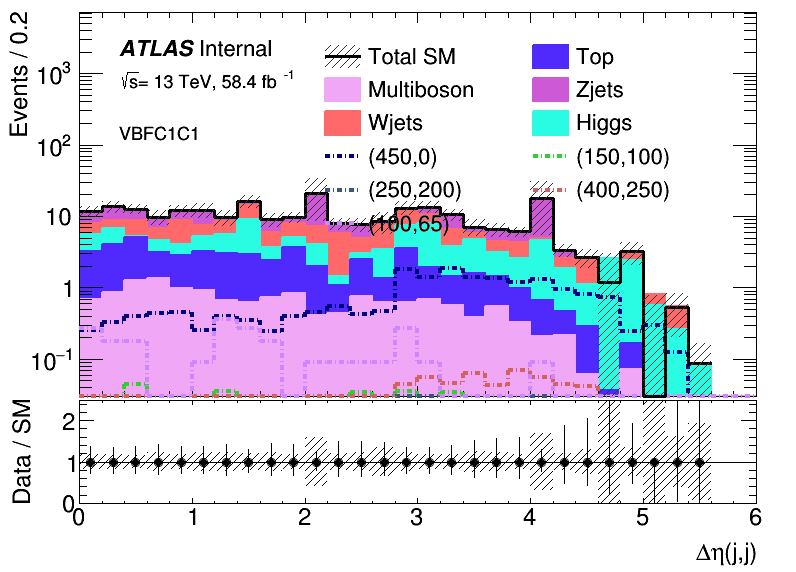 Events / 0.2
10³
10²
10
1
10⁻¹
ATLAS Internal
√s= 13 TeV, 58.4 fb ⁻¹
VBFC1C1
Total SM
Top
Multiboson
Zjets
Wjets
Higgs
(450,0)
(150,100)
(250,200)
(400,250)
(100,65)
Data / SM
2
1
0
0 1 2 3 4 5 6
Δη(j,j)